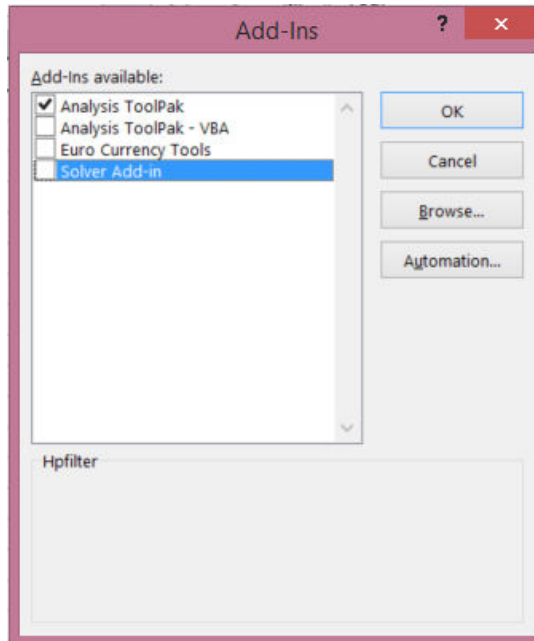 Add-Ins
?
Add-Ins available:
Analysis ToolPak
Analysis ToolPak - VBA
Euro Currency Tools
Solver Add-in
OK
Cancel
Browse...
Automation...
Hpfilter